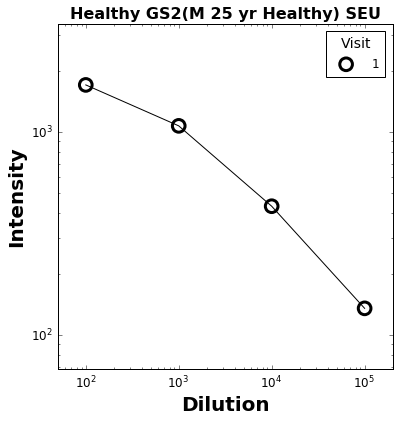 Healthy GS2(M 25 yr Healthy) SEU
Visit
1
Intensity
10³
10²
10² 10³ 10⁴ 10⁵
Dilution